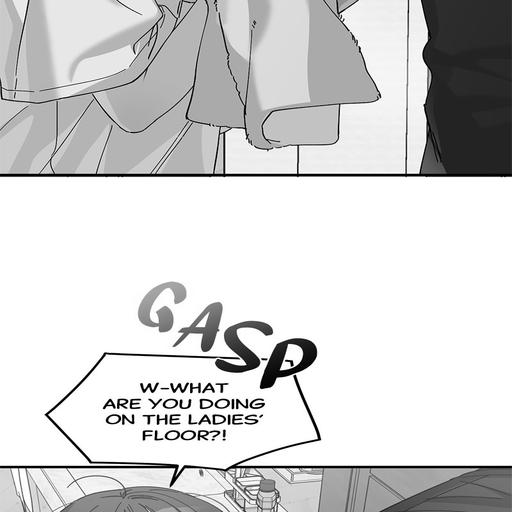 GASP
W-WHAT
ARE YOU DOING
ON THE LADIES'
FLOOR?!